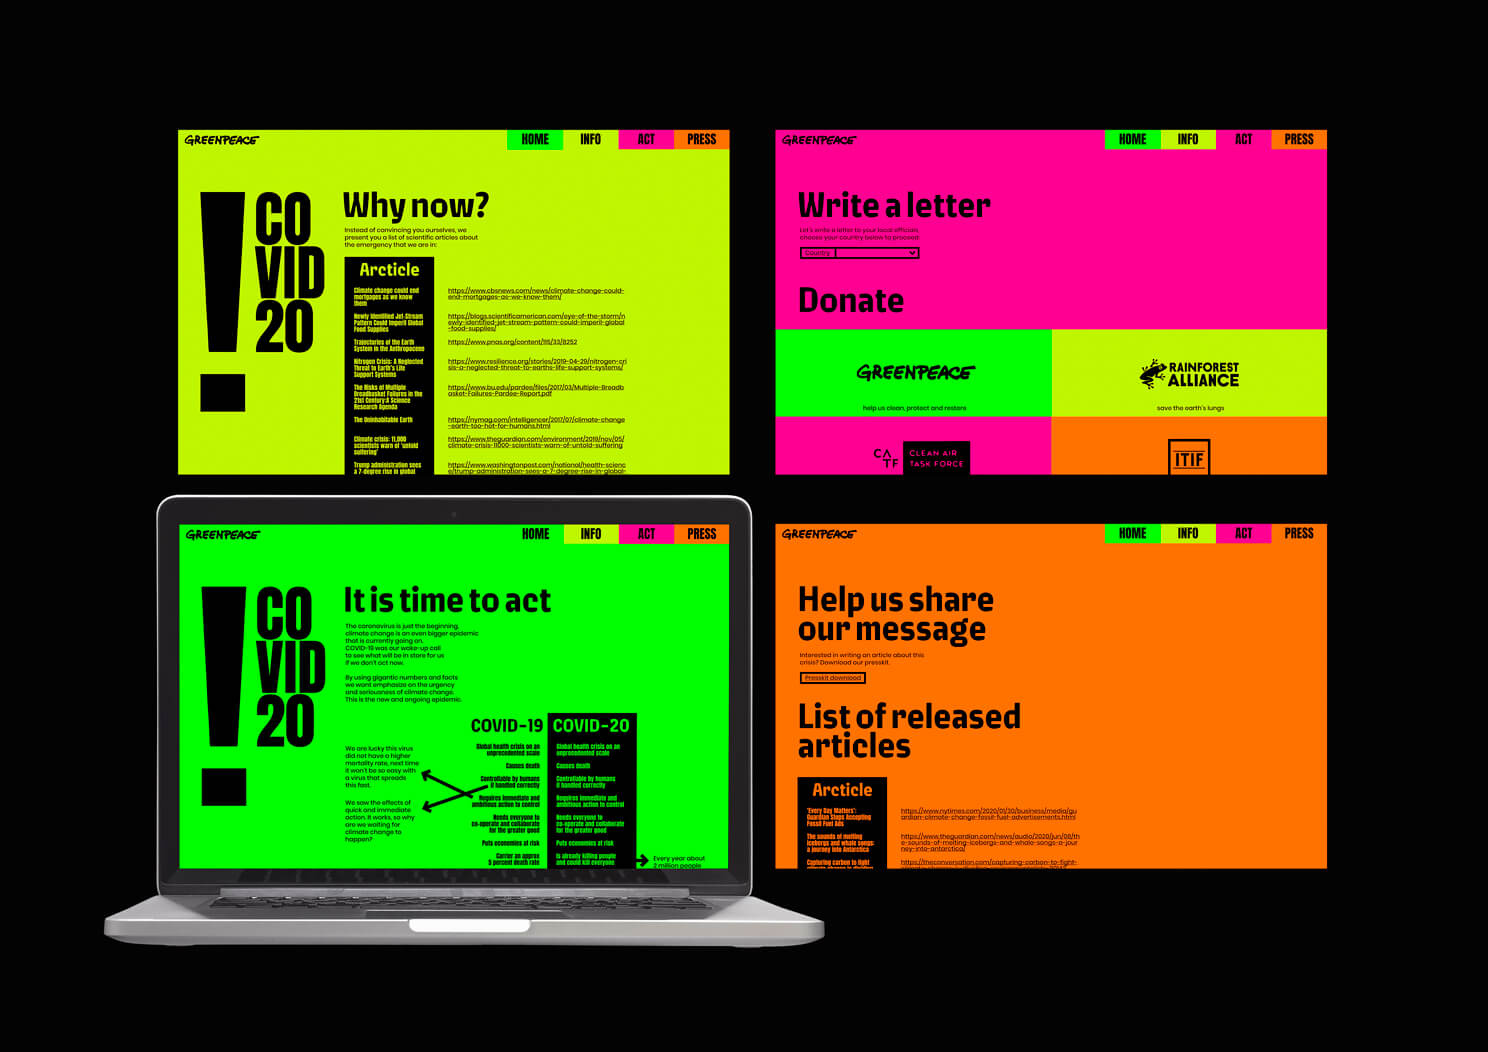 GREENPEACE
HOME INFO ACT PRESS
!
CO
VID
20
Why now?
Instead of convincing you ourselves, we
present you a list of scientific articles about
the emergency that we are in:
Arcticle
Climate change could end
mortgages as we know
them
https://www.cbsnews.com/news/climate-change-could-
end-mortgages-as-we-know-them/
Newly Identified Jet-Stream
Pattern Could Imperil Global
Food Supplies
https://blogs.scientificamerican.com/eye-of-the-storm/n
ewly-identified-jet-stream-pattern-could-imperil-global
-food-supplies/
Trajectories of the Earth
System in the Anthropocene
https://www.pnas.org/content/115/33/8252
Nitrogen Crisis: A Neglected
Threat to Earth's Life
Support Systems
https://www.resilience.org/stories/2019-04-29/nitrogen-cri
sis-a-neglected-threat-to-earths-life-support-systems/
The Risks of Multiple
Breadbasket Failures in the
21st Century:A Science
Research Agenda
https://www.bu.edu/pardee/files/2017/03/Multiple-Breadb
asket-Failures-Pardee-Report.pdf
The Uninhabitable Earth
https://nymag.com/intelligencer/2017/07/climate-change
-earth-too-hot-for-humans.html
Climate crisis: 11,000
scientists warn of 'untold
suffering'
https://www.theguardian.com/environment/2019/nov/05/
climate-crisis-11000-scientists-warn-of-untold-suffering
Trump administration sees
a 7-degree rise in global
https://www.washingtonpost.com/national/health-scienc
e/trump-administration-sees-a-7-degree-rise-in-global-
GREENPEACE
HOME INFO ACT PRESS
Write a letter
Let's write a letter to your local officials
choose your country below to proceed
Country
Donate
GREENPEACE
help us clean, protect and restore
RAINFOREST
ALLIANCE
save the earth's lungs
CATF
CLEAN AIR
TASK FORCE
ITIF
GREENPEACE
HOME INFO ACT PRESS
!
CO
VID
20
It is time to act
The coronavirus is just the beginning,
climate change is an even bigger epidemic
that is currently going on.
COVID-19 was our wake-up call
to see what will be in store for us
if we don't act now.
By using gigantic numbers and facts
we want emphasize on the urgency
and seriousness of climate change.
This is the new and ongoing epidemic.
We are lucky this virus
did not have a higher
mortality rate, next time
it won't be so easy with
a virus that spreads
this fast.
We saw the effects of
quick and immediate
action. It works, so why
are we waiting for
climate change to
happen?
COVID-19
Global health crisis on an
unprecedented scale
Causes death
Controllable by humans
if handled correctly
Requires immediate and
ambitious action to control
Needs everyone to
co-operate and collaborate
for the greater good
Puts economies at risk
Carrier an approx
5 percent death rate
COVID-20
Global health crisis on an
unprecedented scale
Causes death
Controllable by humans
if handled correctly
Requires immediate and
ambitious action to control
Needs everyone to
co-operate and collaborate
for the greater good
Puts economies at risk
Is already killing people
and could kill everyone
Every year about
2 million people
GREENPEACE
HOME INFO ACT PRESS
Help us share
our message
Interested in writing an article about this
crisis? Download our presskit
Presskit download
List of released
articles
Arcticle
'Every Day Matters':
Guardian Stops Accepting
Fossil Fuel Ads
https://www.nytimes.com/2020/01/30/business/media/gu
ardian-climate-change-fossil-fuel-advertisements.html
The sounds of melting
icebergs and whale songs:
a journey into Antarctica
https://www.theguardian.com/news/audio/2020/jun/08/th
e-sounds-of-melting-icebergs-and-whale-songs-a-jour
ney-into-antarctica/
Capturing carbon to fight
https://theconversation.com/capturing-carbon-to-fight-